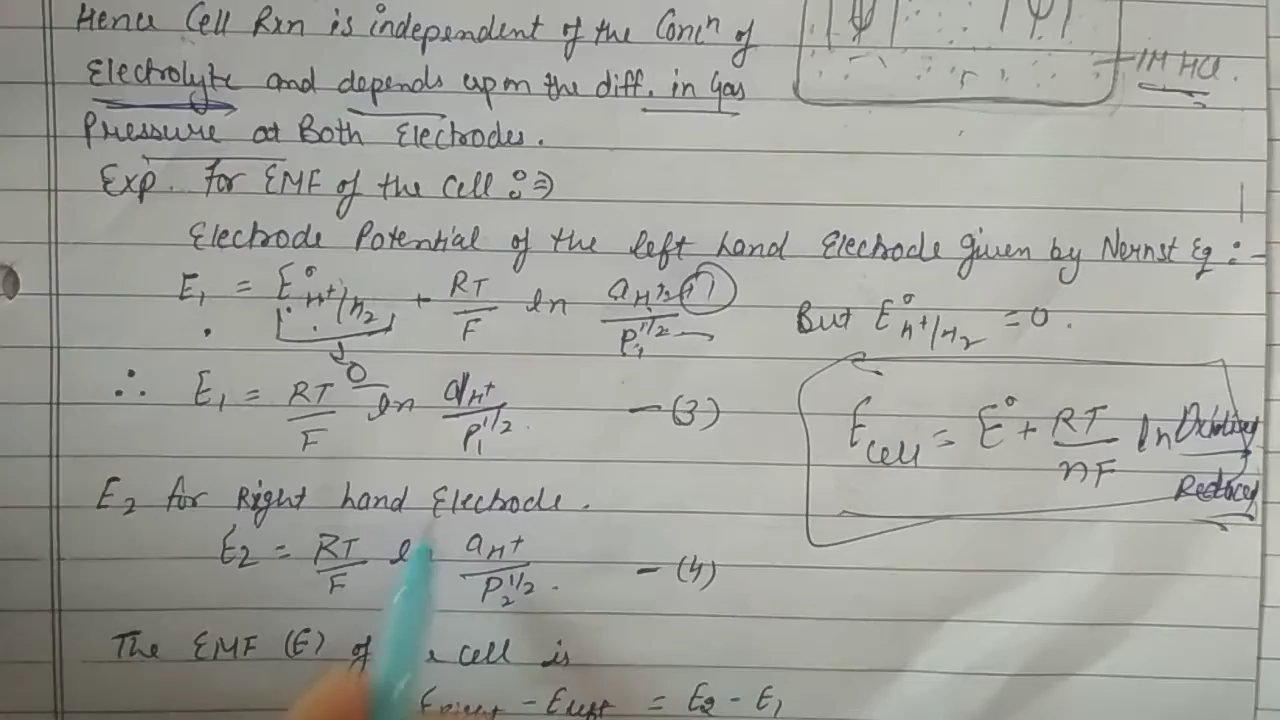 Hence Cell Rxn is independent of the Concⁿ of
Electrolyte and depends upon the diff. in Gas
Pressure at Both Electrodes.
1M HCl.
Exp. for EMF of the cell :⇒
Electrode Potential of the left hand Electrode given by Nernst Eq :-
E₁ = E°H⁺/H₂ + RT/F ln aH⁺/P₁^1/2
But E°H⁺/H₂ = 0.
0
∴ E₁ = RT/F ln aH⁺/P₁^1/2. — (3)
Ecell = E° + RT/nF ln
E₂ for Right hand Electrode.
E₂ = RT/F ln aH⁺/P₂^1/2. — (4)
The EMF (E) of cell is
Eright - Eleft = E₂ - E₁